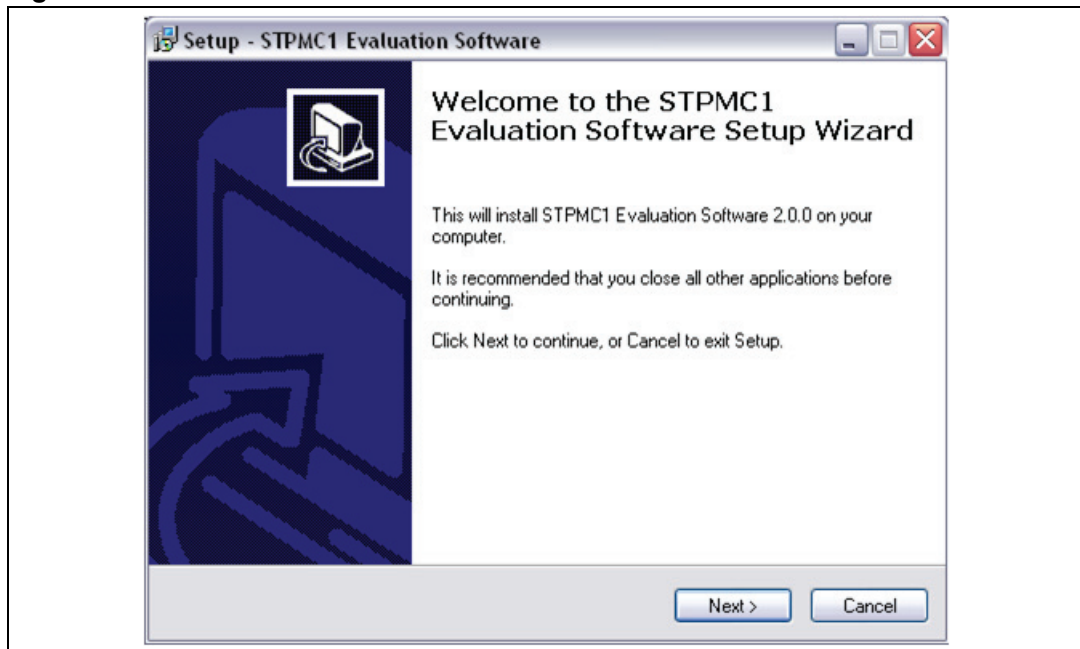 Setup - STPMC1 Evaluation Software
Welcome to the STPMC1
Evaluation Software Setup Wizard
This will install STPMC1 Evaluation Software 2.0.0 on your
computer.
It is recommended that you close all other applications before
continuing.
Click Next to continue, or Cancel to exit Setup.
Next >
Cancel